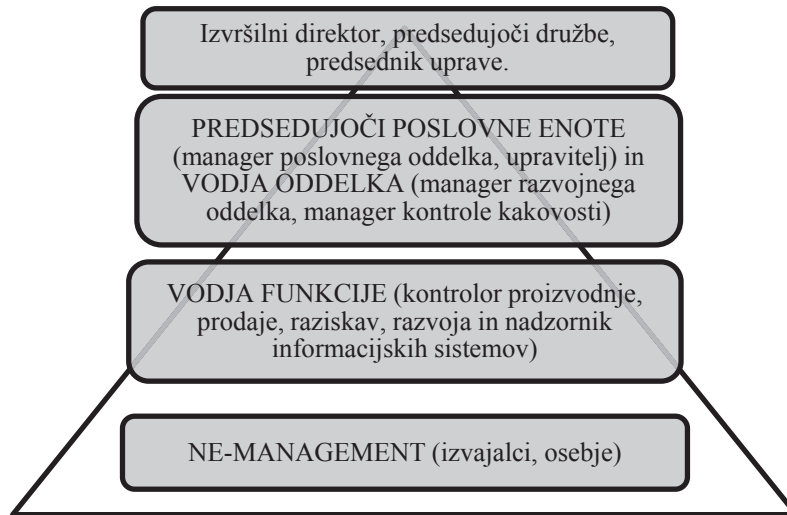 Izvršilni direktor, predsedujoči družbe,
predsednik uprave.
PREDSEDUJOČI POSLOVNE ENOTE
(manager poslovnega oddelka, upravitelj) in
VODJA ODDELKA (manager razvojnega
oddelka, manager kontrole kakovosti)
VODJA FUNKCIJE (kontrolor proizvodnje,
prodaje, raziskav, razvoja in nadzornik
informacijskih sistemov)
NE-MANAGEMENT (izvajalci, osebje)